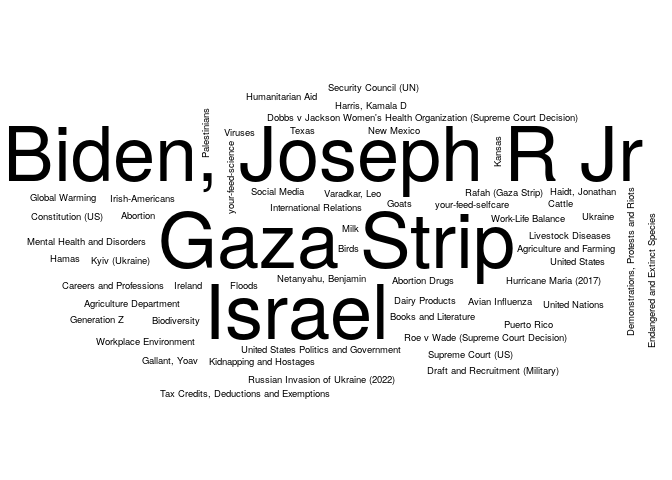 Security Council (UN)
Humanitarian Aid
Harris, Kamala D
Palestinians
Dobbs v Jackson Women's Health Organization (Supreme Court Decision)
Viruses
Texas
New Mexico
Kansas
Biden, Joseph R Jr
your-feed-science
Social Media
Varadkar, Leo
Rafah (Gaza Strip)
Haidt, Jonathan
Global Warming
Irish-Americans
Goats
your-feed-selfcare
Cattle
International Relations
Constitution (US)
Abortion
Work-Life Balance
Ukraine
Demonstrations, Protests and Riots
Endangered and Extinct Species
Gaza Strip
Milk
Livestock Diseases
Mental Health and Disorders
Birds
Agriculture and Farming
Hamas
Kyiv (Ukraine)
United States
Netanyahu, Benjamin
Abortion Drugs
Hurricane Maria (2017)
Careers and Professions
Ireland
Floods
Israel
Agriculture Department
Dairy Products
Avian Influenza
United Nations
Generation Z
Biodiversity
Books and Literature
Puerto Rico
Workplace Environment
Roe v Wade (Supreme Court Decision)
United States Politics and Government
Supreme Court (US)
Gallant, Yoav
Kidnapping and Hostages
Draft and Recruitment (Military)
Russian Invasion of Ukraine (2022)
Tax Credits, Deductions and Exemptions